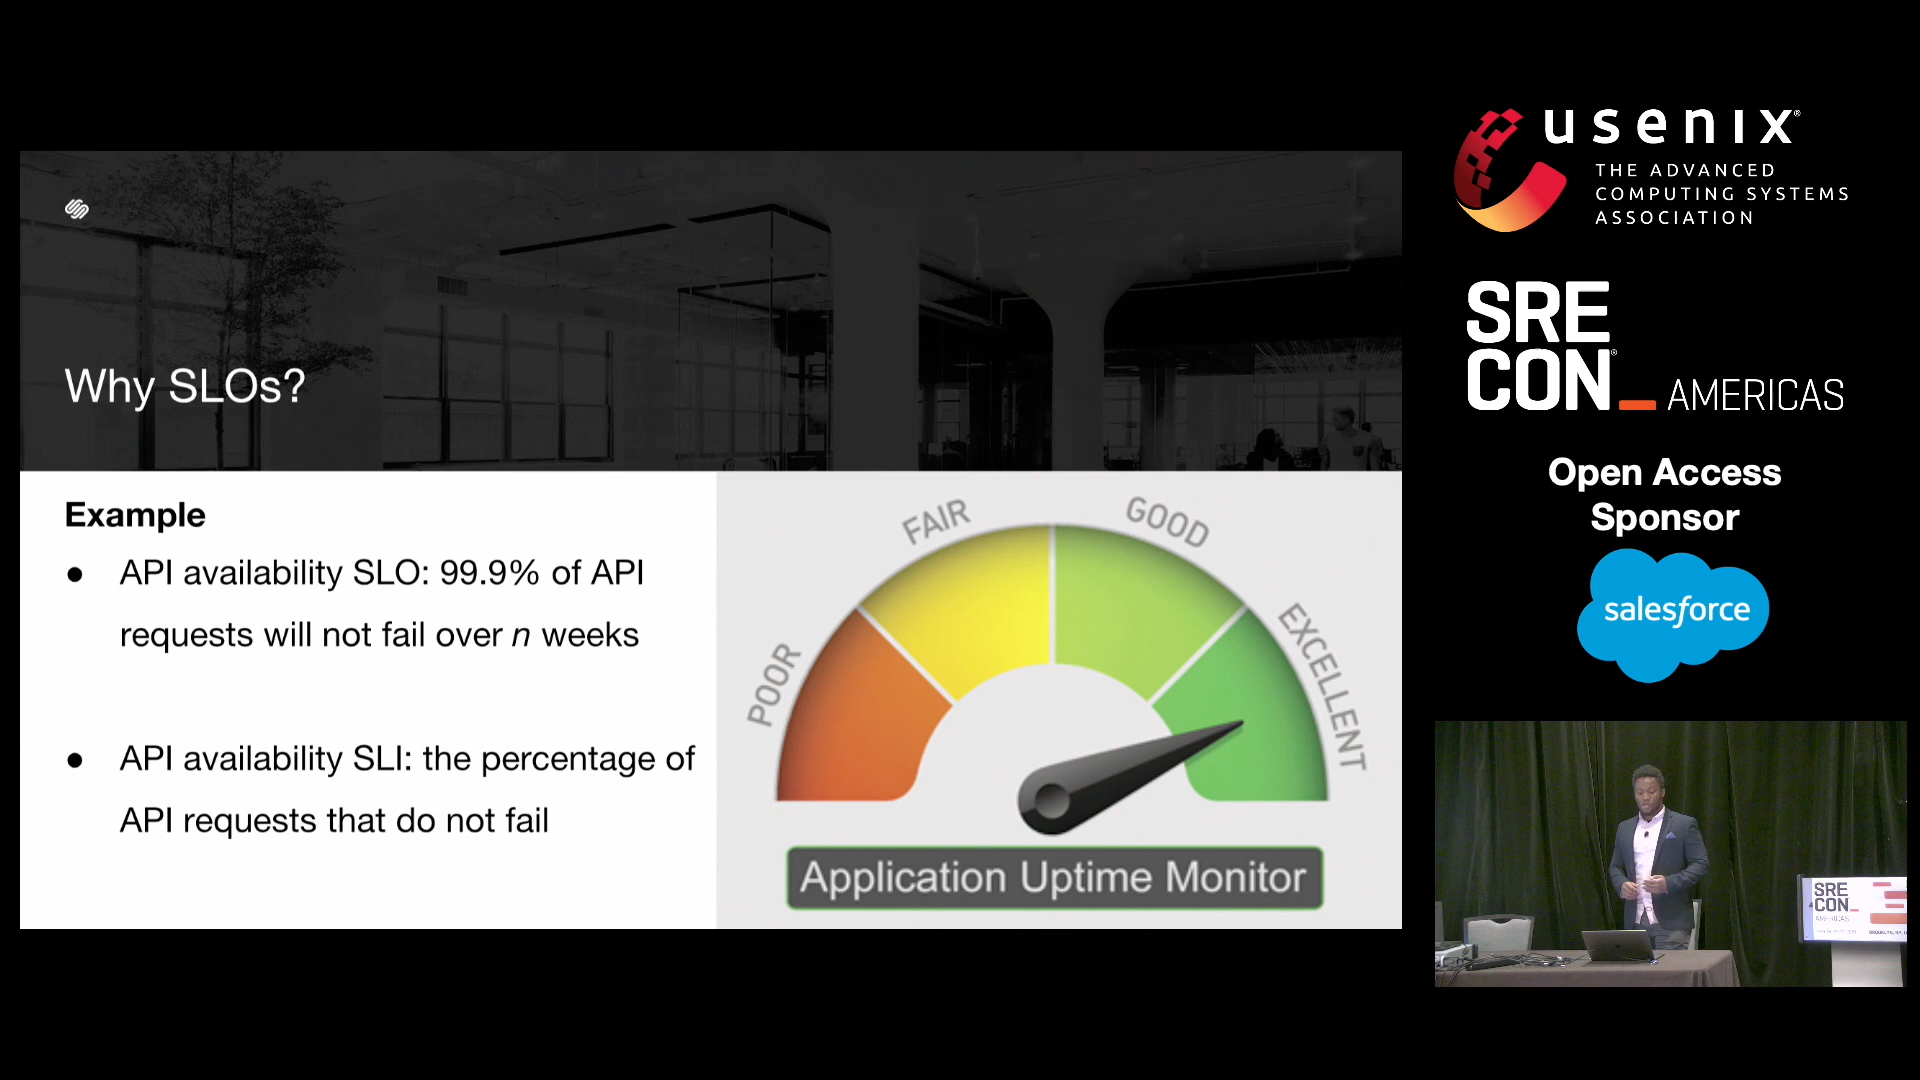 Why SLOs?
Example
● API availability SLO: 99.9% of API
requests will not fail over n weeks
● API availability SLI: the percentage of
API requests that do not fail
POOR
FAIR
GOOD
EXCELLENT
Application Uptime Monitor
usenix®
THE ADVANCED
COMPUTING SYSTEMS
ASSOCIATION
SRE
CON®_AMERICAS
Open Access
Sponsor
salesforce
SRE
CON_
AMERICAS